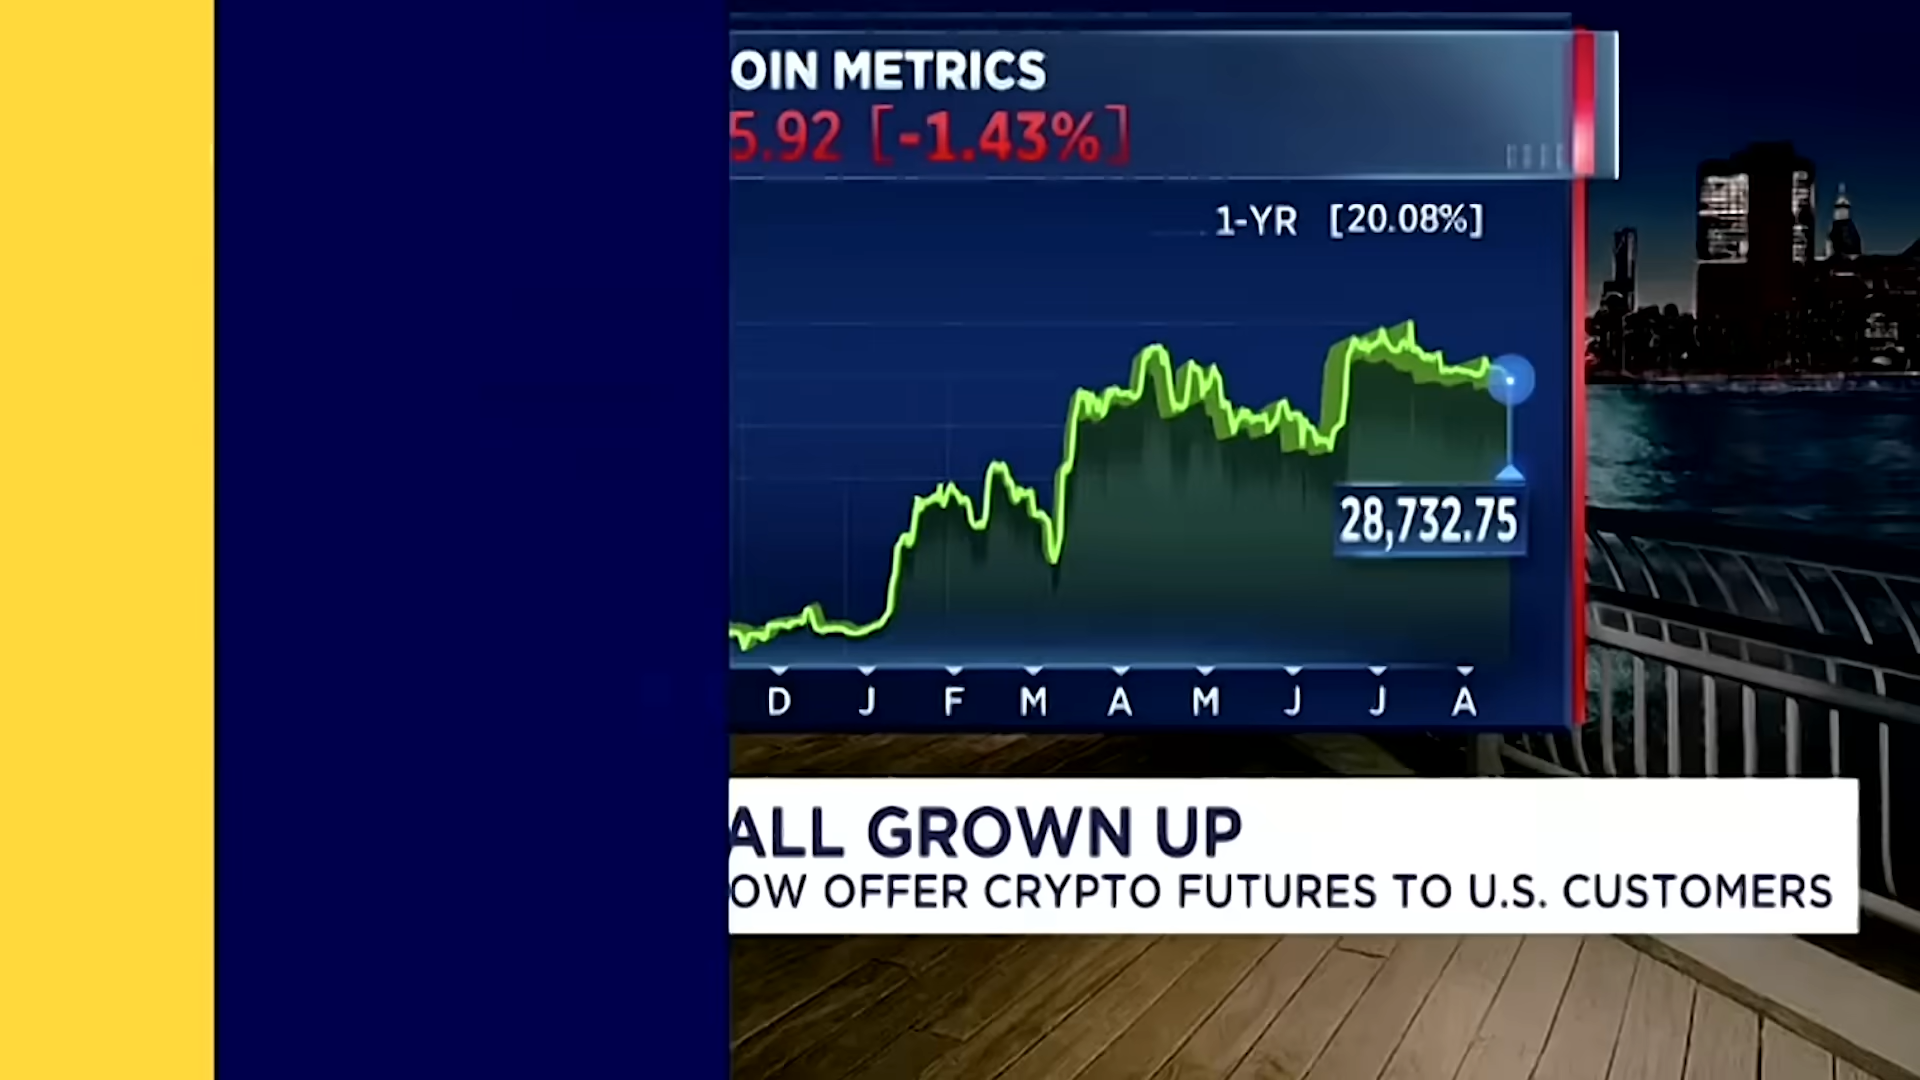 OIN METRICS
5.92 [-1.43%]
1-YR [20.08%]
28,732.75
D J F M A M J J A
ALL GROWN UP
OW OFFER CRYPTO FUTURES TO U.S. CUSTOMERS